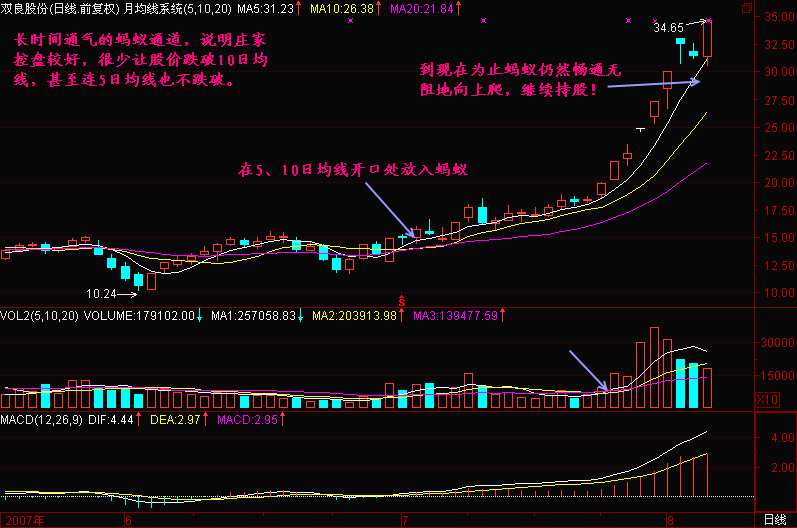 双良股份(日线.前复权) 月均线系统(5,10,20) MA5:31.23↑ MA10:26.38↑ MA20:21.84↑
35.00
34.65
长时间通气的蚂蚁通道，说明庄家
控盘较好，很少让股价跌破10日均
线，甚至连5日均线也不跌破。
32.50
到现在为止蚂蚁仍然畅通无
阻地向上爬，继续持股！
30.00
27.50
25.00
22.50
在5、10日均线开口处放入蚂蚁
20.00
17.50
15.00
12.50
10.24
10.00
S
VOL2(5,10,20) VOLUME:179102.00↓ MA1:257058.83↓ MA2:203913.98↑ MA3:139477.59↑
30000
15000
X10
MACD(12,26,9) DIF:4.44↑ DEA:2.97↑ MACD:2.95↑
4.00
2.00
2007年 6 7 8 日线